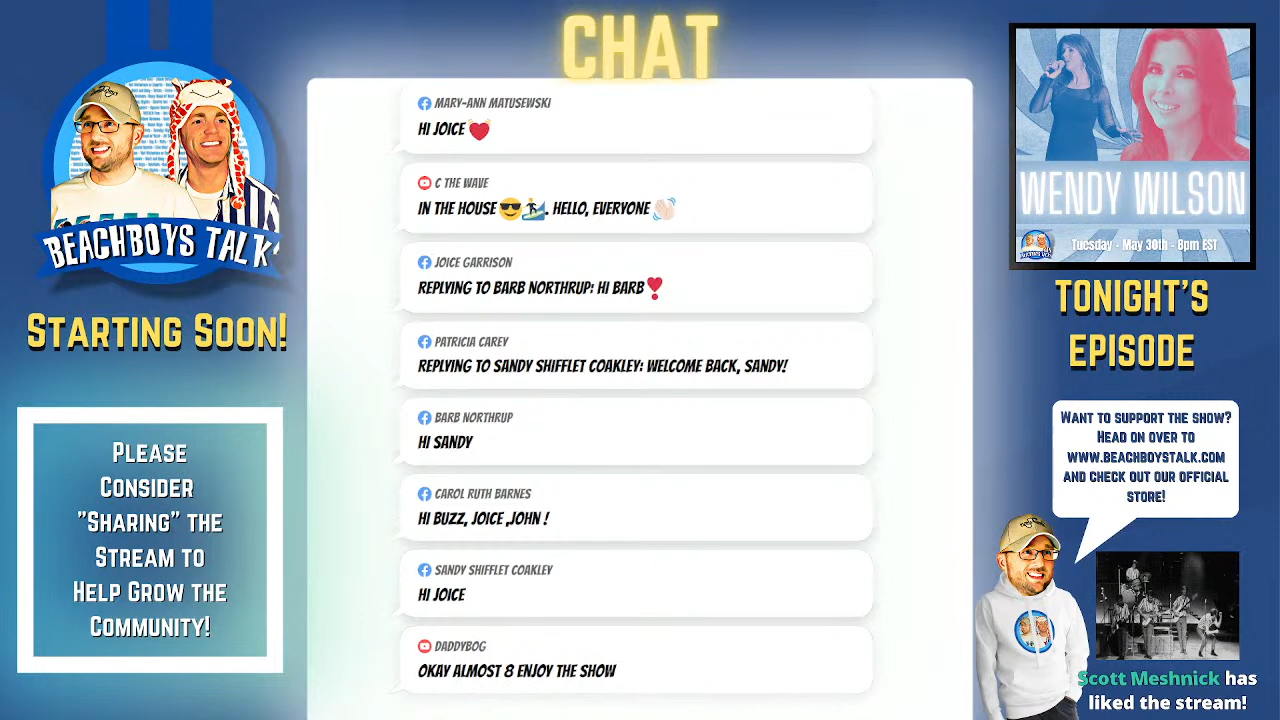 BEACHBOYS TALK
STARTING SOON!
PLEASE
CONSIDER
"SHARING" THE
STREAM TO
HELP GROW THE
COMMUNITY!
CHAT
MARY-ANN MATUSEWSKI
HI JOICE ❤️
C THE WAVE
IN THE HOUSE 😎🏄. HELLO, EVERYONE 👋🏻
JOICE GARRISON
REPLYING TO BARB NORTHRUP: HI BARB❣️
PATRICIA CAREY
REPLYING TO SANDY SHIFFLET COAKLEY: WELCOME BACK, SANDY!
BARB NORTHRUP
HI SANDY
CAROL RUTH BARNES
HI BUZZ, JOICE ,JOHN !
SANDY SHIFFLET COAKLEY
HI JOICE
DADDYBOG
OKAY ALMOST 8 ENJOY THE SHOW
WENDY WILSON
Tuesday - May 30th - 8pm EST
TONIGHT'S
EPISODE
WANT TO SUPPORT THE SHOW?
HEAD ON OVER TO
WWW.BEACHBOYSTALK.COM
AND CHECK OUT OUR OFFICIAL
STORE!
Scott Meshnick has
liked the stream!